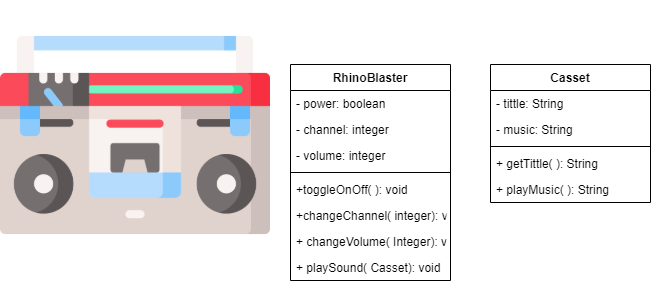 RhinoBlaster
- power: boolean
- channel: integer
- volume: integer
+toggleOnOff( ): void
+changeChannel( integer): v
+ changeVolume( Integer): v
+ playSound( Casset): void
Casset
- tittle: String
- music: String
+ getTittle( ): String
+ playMusic( ): String